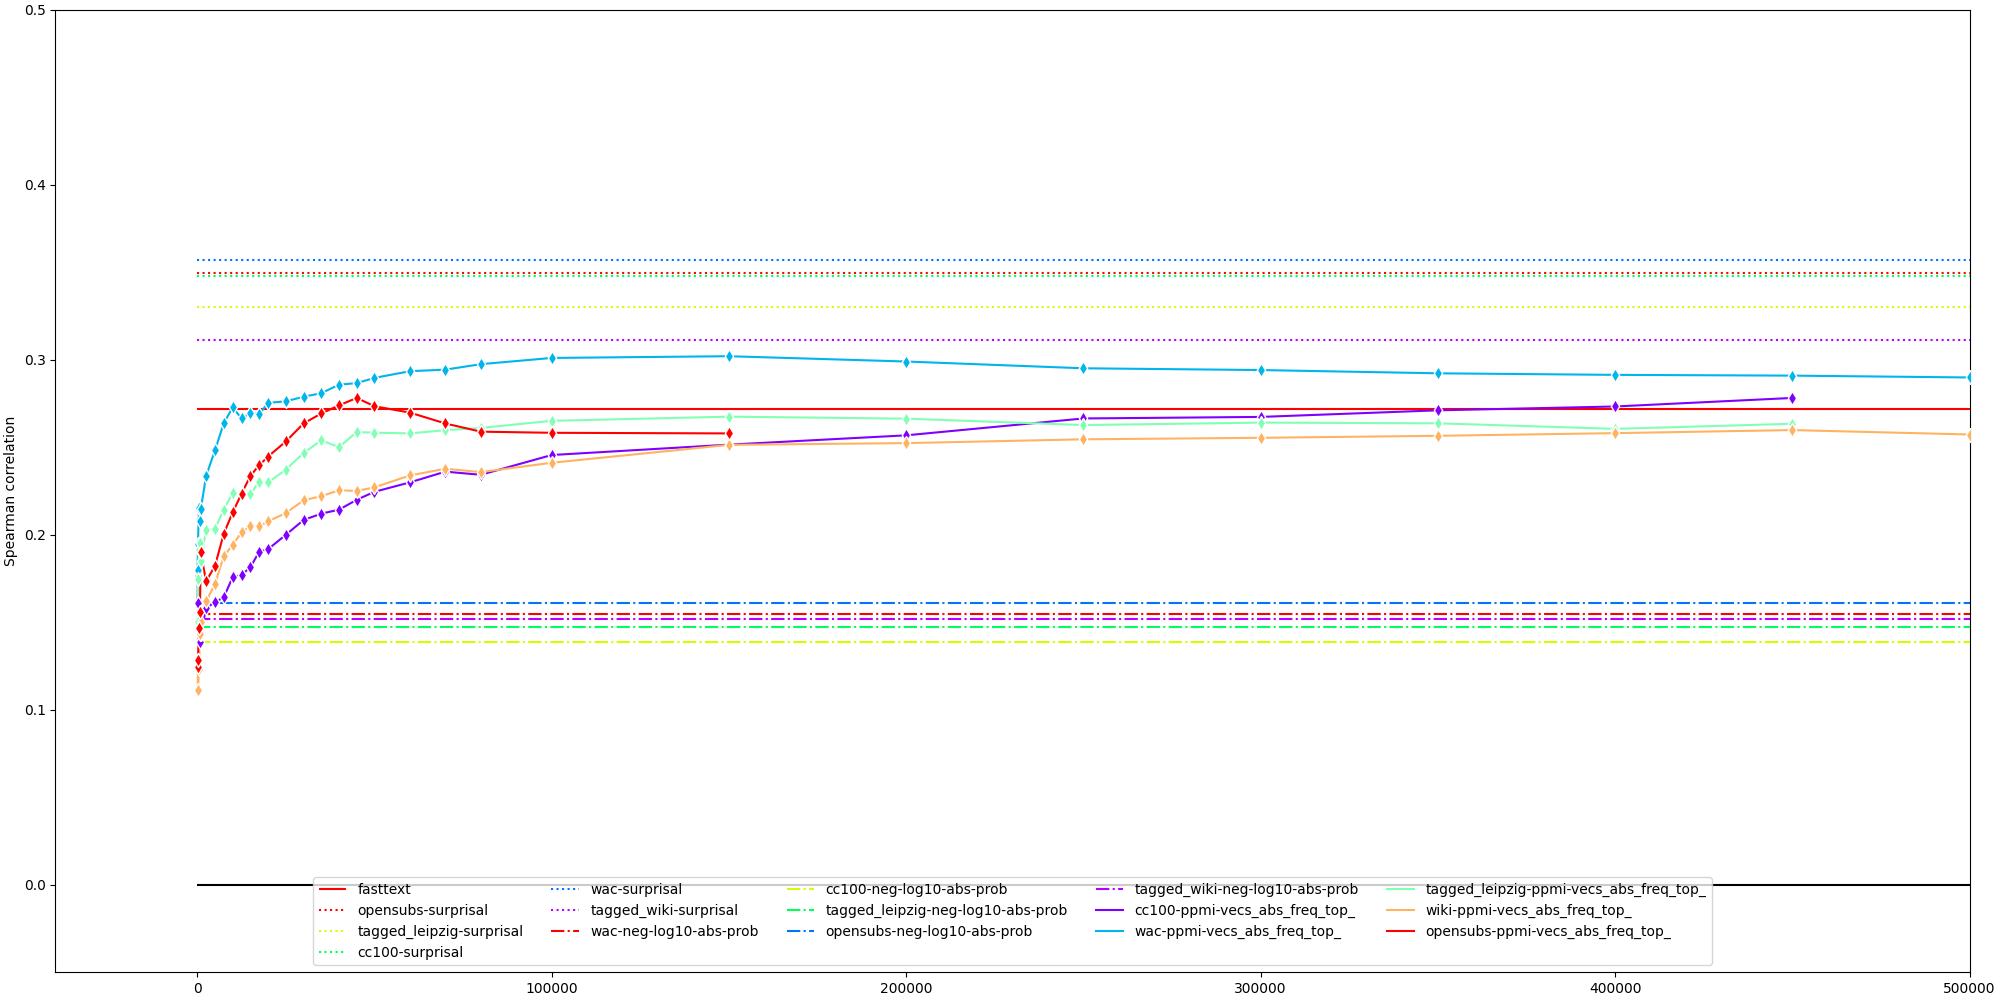 0.5
0.4
0.3
0.2
0.1
0.0
Spearman correlation
fasttext
opensubs-surprisal
tagged_leipzig-surprisal
cc100-surprisal
wac-surprisal
tagged_wiki-surprisal
wac-neg-log10-abs-prob
cc100-neg-log10-abs-prob
tagged_leipzig-neg-log10-abs-prob
opensubs-neg-log10-abs-prob
tagged_wiki-neg-log10-abs-prob
cc100-ppmi-vecs_abs_freq_top_
wac-ppmi-vecs_abs_freq_top_
tagged_leipzig-ppmi-vecs_abs_freq_top_
wiki-ppmi-vecs_abs_freq_top_
opensubs-ppmi-vecs_abs_freq_top_
0
100000
200000
300000
400000
500000